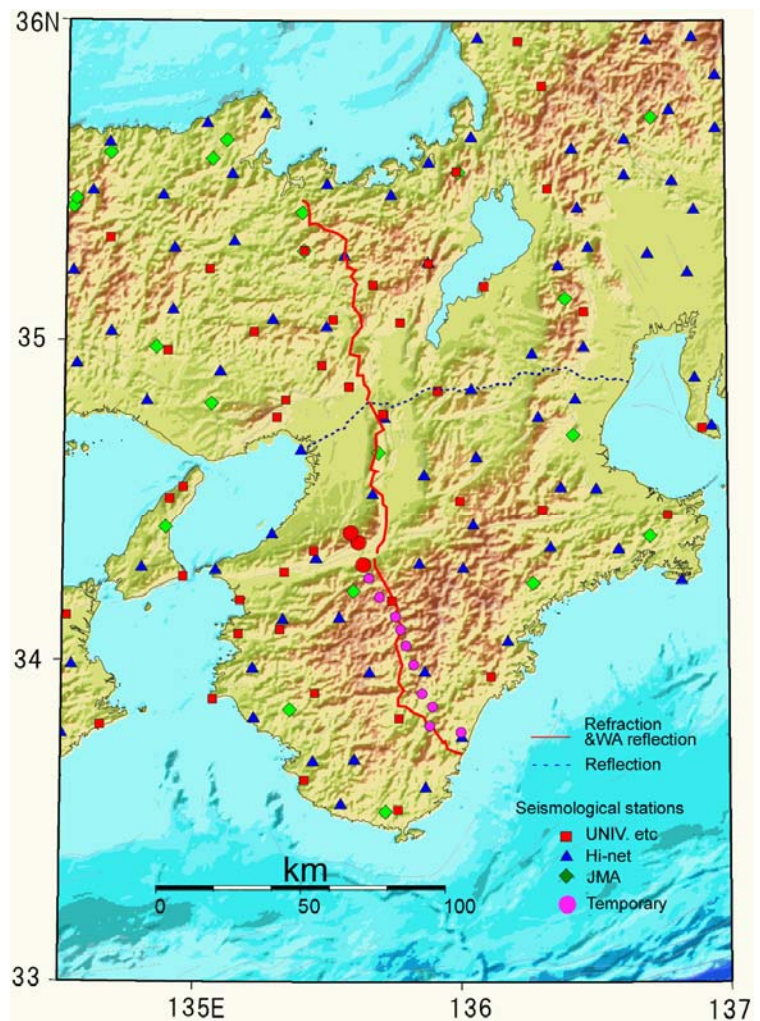 36N
35
34
33
135E
136
137
Refraction
&WA reflection
Reflection
Seismological stations
UNIV. etc
Hi-net
JMA
Temporary
km
0
50
100